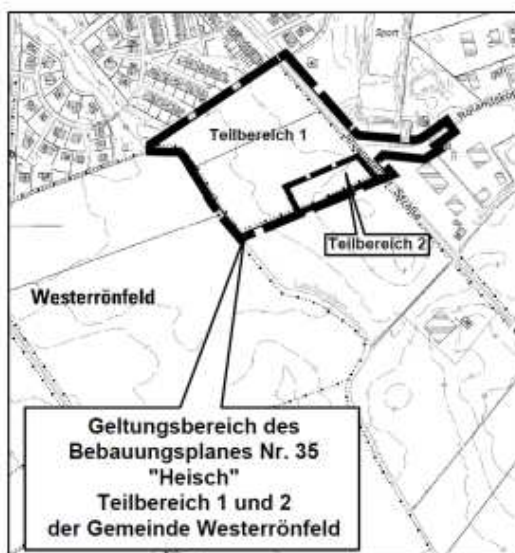 Sport
Teilbereich 1
Straße
Teilbereich 2
Westerrönfeld
Geltungsbereich des
Bebauungsplanes Nr. 35
"Heisch"
Teilbereich 1 und 2
der Gemeinde Westerrönfeld